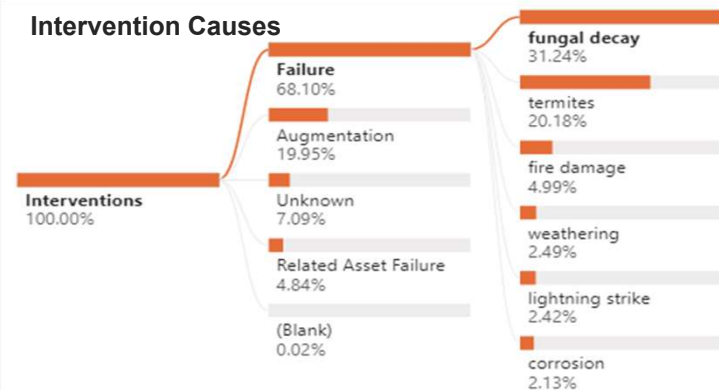 Intervention Causes
Interventions
100.00%
Failure
68.10%
Augmentation
19.95%
Unknown
7.09%
Related Asset Failure
4.84%
(Blank)
0.02%
fungal decay
31.24%
termites
20.18%
fire damage
4.99%
weathering
2.49%
lightning strike
2.42%
corrosion
2.13%